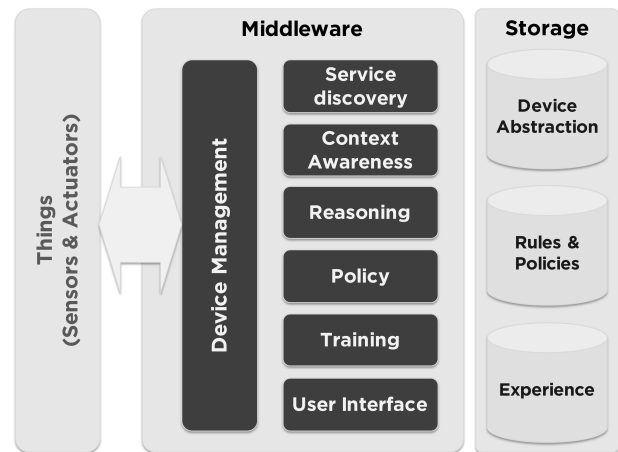 Things
(Sensors & Actuators)
Middleware
Device Management
Service
discovery
Context
Awareness
Reasoning
Policy
Training
User Interface
Storage
Device
Abstraction
Rules &
Policies
Experience